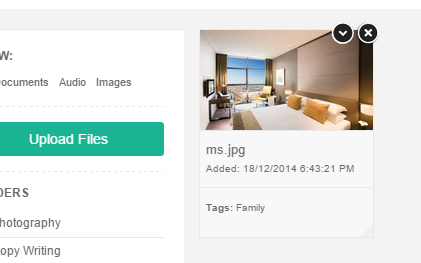 W:
ocuments Audio Images
Upload Files
DERS
hotography
opy Writing
ms.jpg
Added: 18/12/2014 6:43:21 PM
Tags: Family